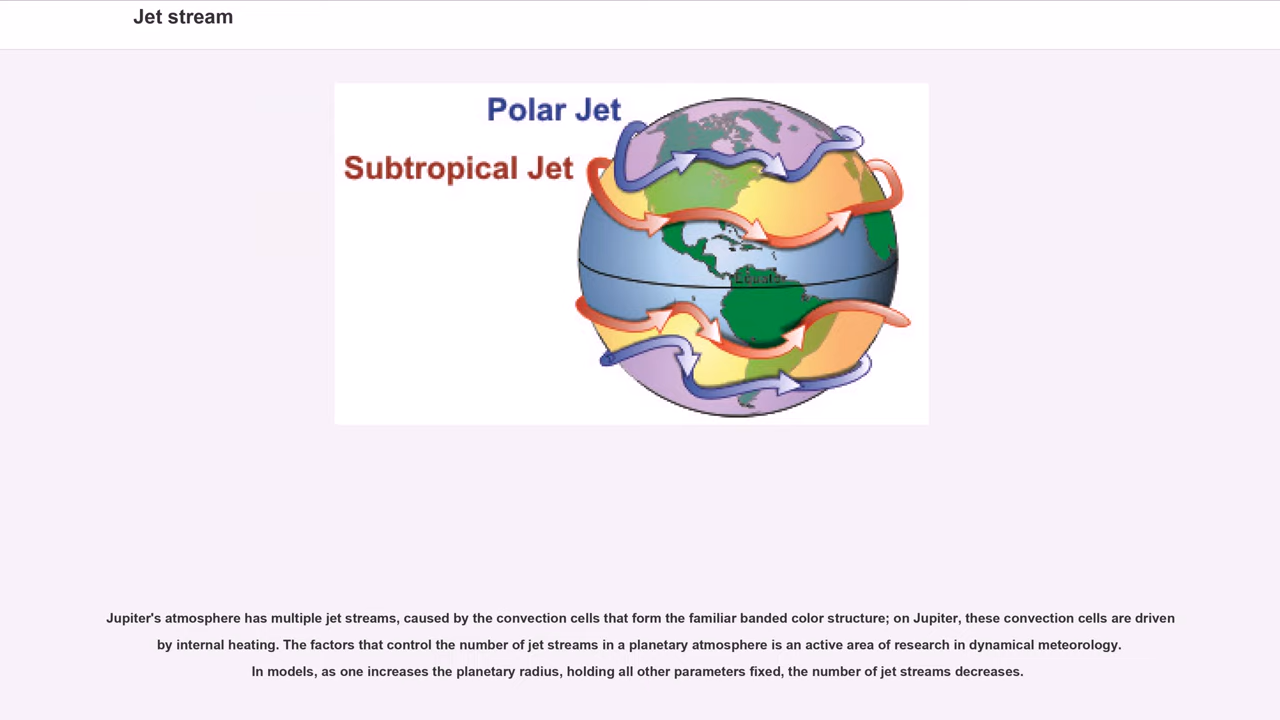 Jet stream
Polar Jet
Subtropical Jet
Equator
Jupiter's atmosphere has multiple jet streams, caused by the convection cells that form the familiar banded color structure; on Jupiter, these convection cells are driven
by internal heating. The factors that control the number of jet streams in a planetary atmosphere is an active area of research in dynamical meteorology.
In models, as one increases the planetary radius, holding all other parameters fixed, the number of jet streams decreases.